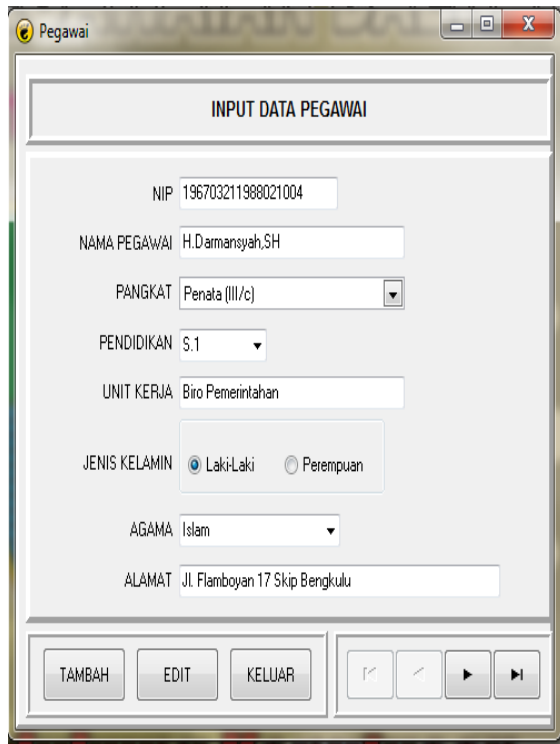 Pegawai
INPUT DATA PEGAWAI
NIP 196703211988021004
NAMA PEGAWAI H.Darmansyah,SH
PANGKAT Penata (III/c)
PENDIDIKAN S.1
UNIT KERJA Biro Pemerintahan
JENIS KELAMIN Laki-Laki Perempuan
AGAMA Islam
ALAMAT Jl. Flamboyan 17 Skip Bengkulu
TAMBAH EDIT KELUAR